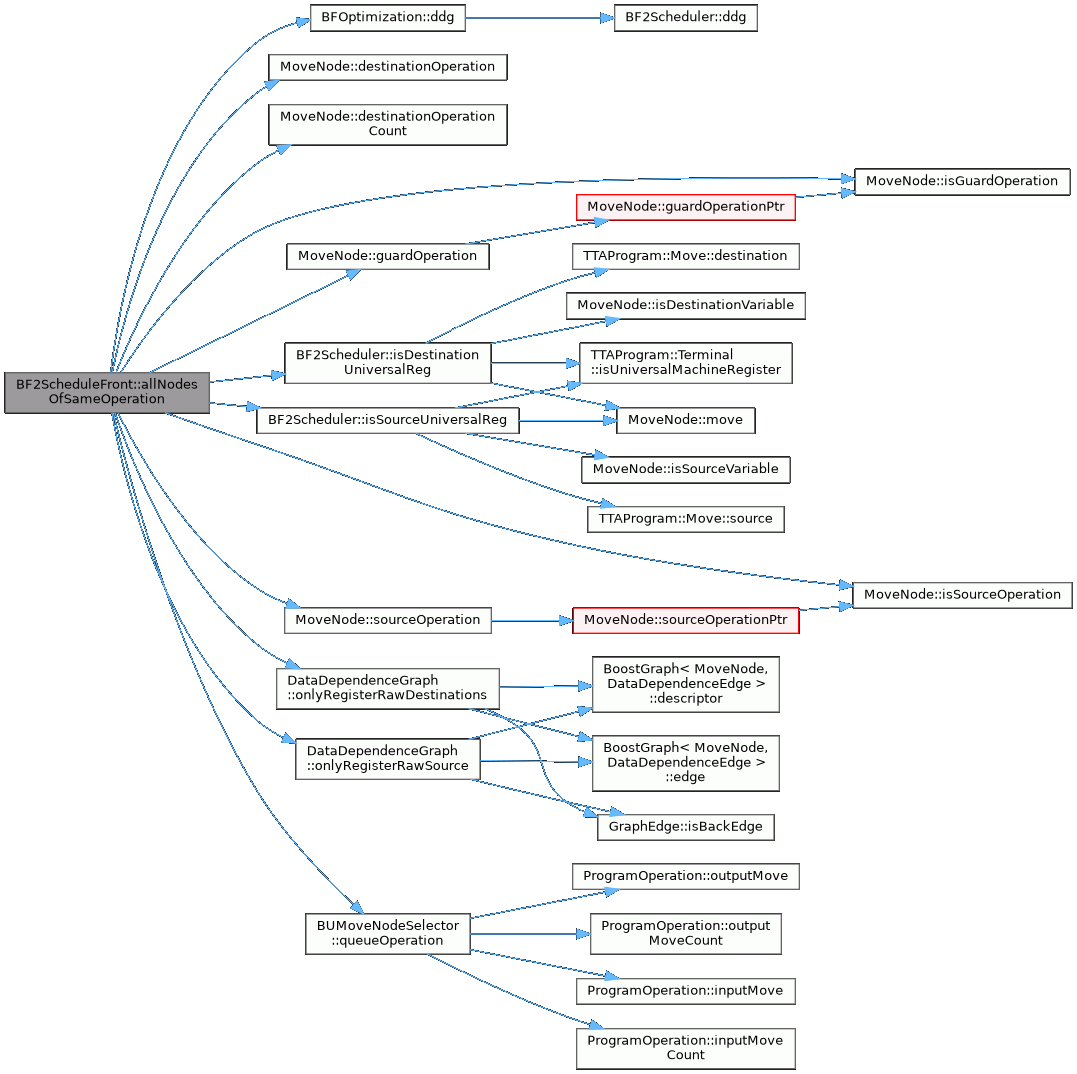 BFOptimization::ddg
BF2Scheduler::ddg
MoveNode::destinationOperation
MoveNode::destinationOperation
Count
MoveNode::isGuardOperation
MoveNode::guardOperationPtr
MoveNode::guardOperation
TTAProgram::Move::destination
MoveNode::isDestinationVariable
BF2Scheduler::isDestination
UniversalReg
TTAProgram::Terminal
::isUniversalMachineRegister
BF2ScheduleFront::allNodes
OfSameOperation
BF2Scheduler::isSourceUniversalReg
MoveNode::move
MoveNode::isSourceVariable
TTAProgram::Move::source
MoveNode::isSourceOperation
MoveNode::sourceOperation
MoveNode::sourceOperationPtr
DataDependenceGraph
::onlyRegisterRawDestinations
BoostGraph< MoveNode,
DataDependenceEdge >
::descriptor
DataDependenceGraph
::onlyRegisterRawSource
BoostGraph< MoveNode,
DataDependenceEdge >
::edge
GraphEdge::isBackEdge
ProgramOperation::outputMove
BUMoveNodeSelector
::queueOperation
ProgramOperation::output
MoveCount
ProgramOperation::inputMove
ProgramOperation::inputMove
Count